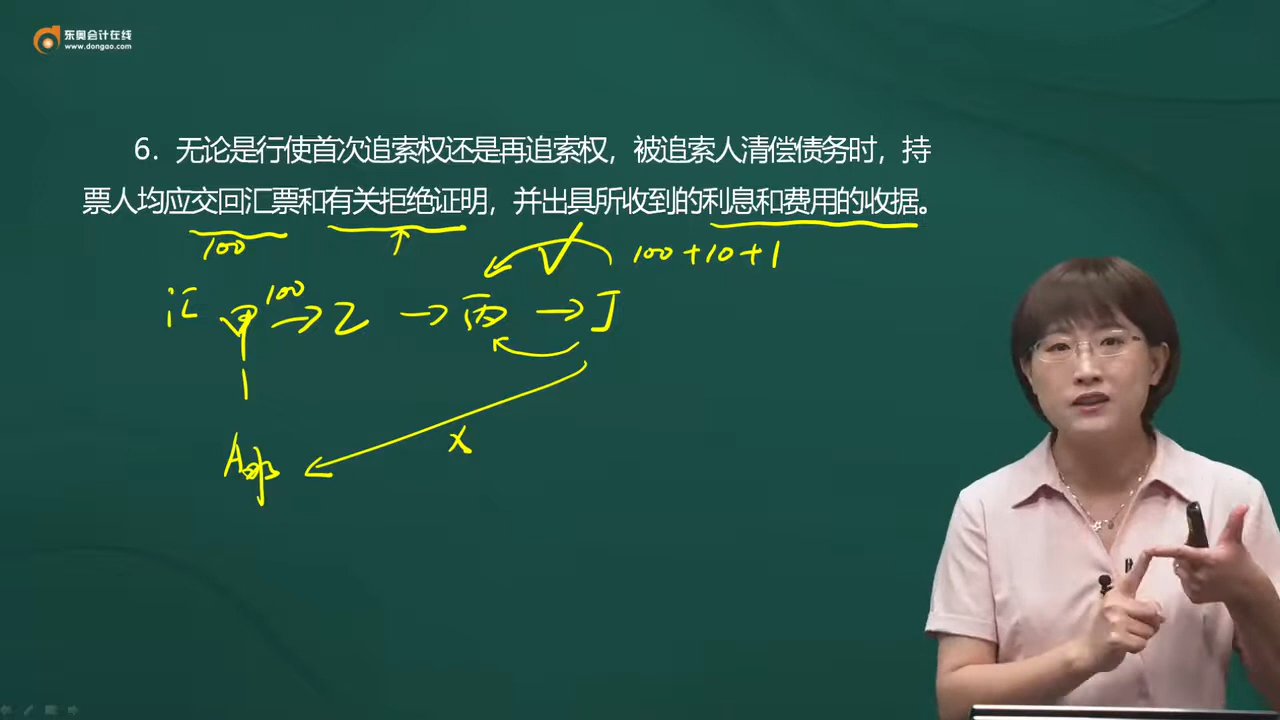 东奥会计在线
www.dongao.com
6. 无论是行使首次追索权还是再追索权，被追索人清偿债务时，持
票人均应交回汇票和有关拒绝证明，并出具所收到的利息和费用的收据。
100
100+10+1
汇 甲 100 → 乙 → 丙 → 丁
A
x